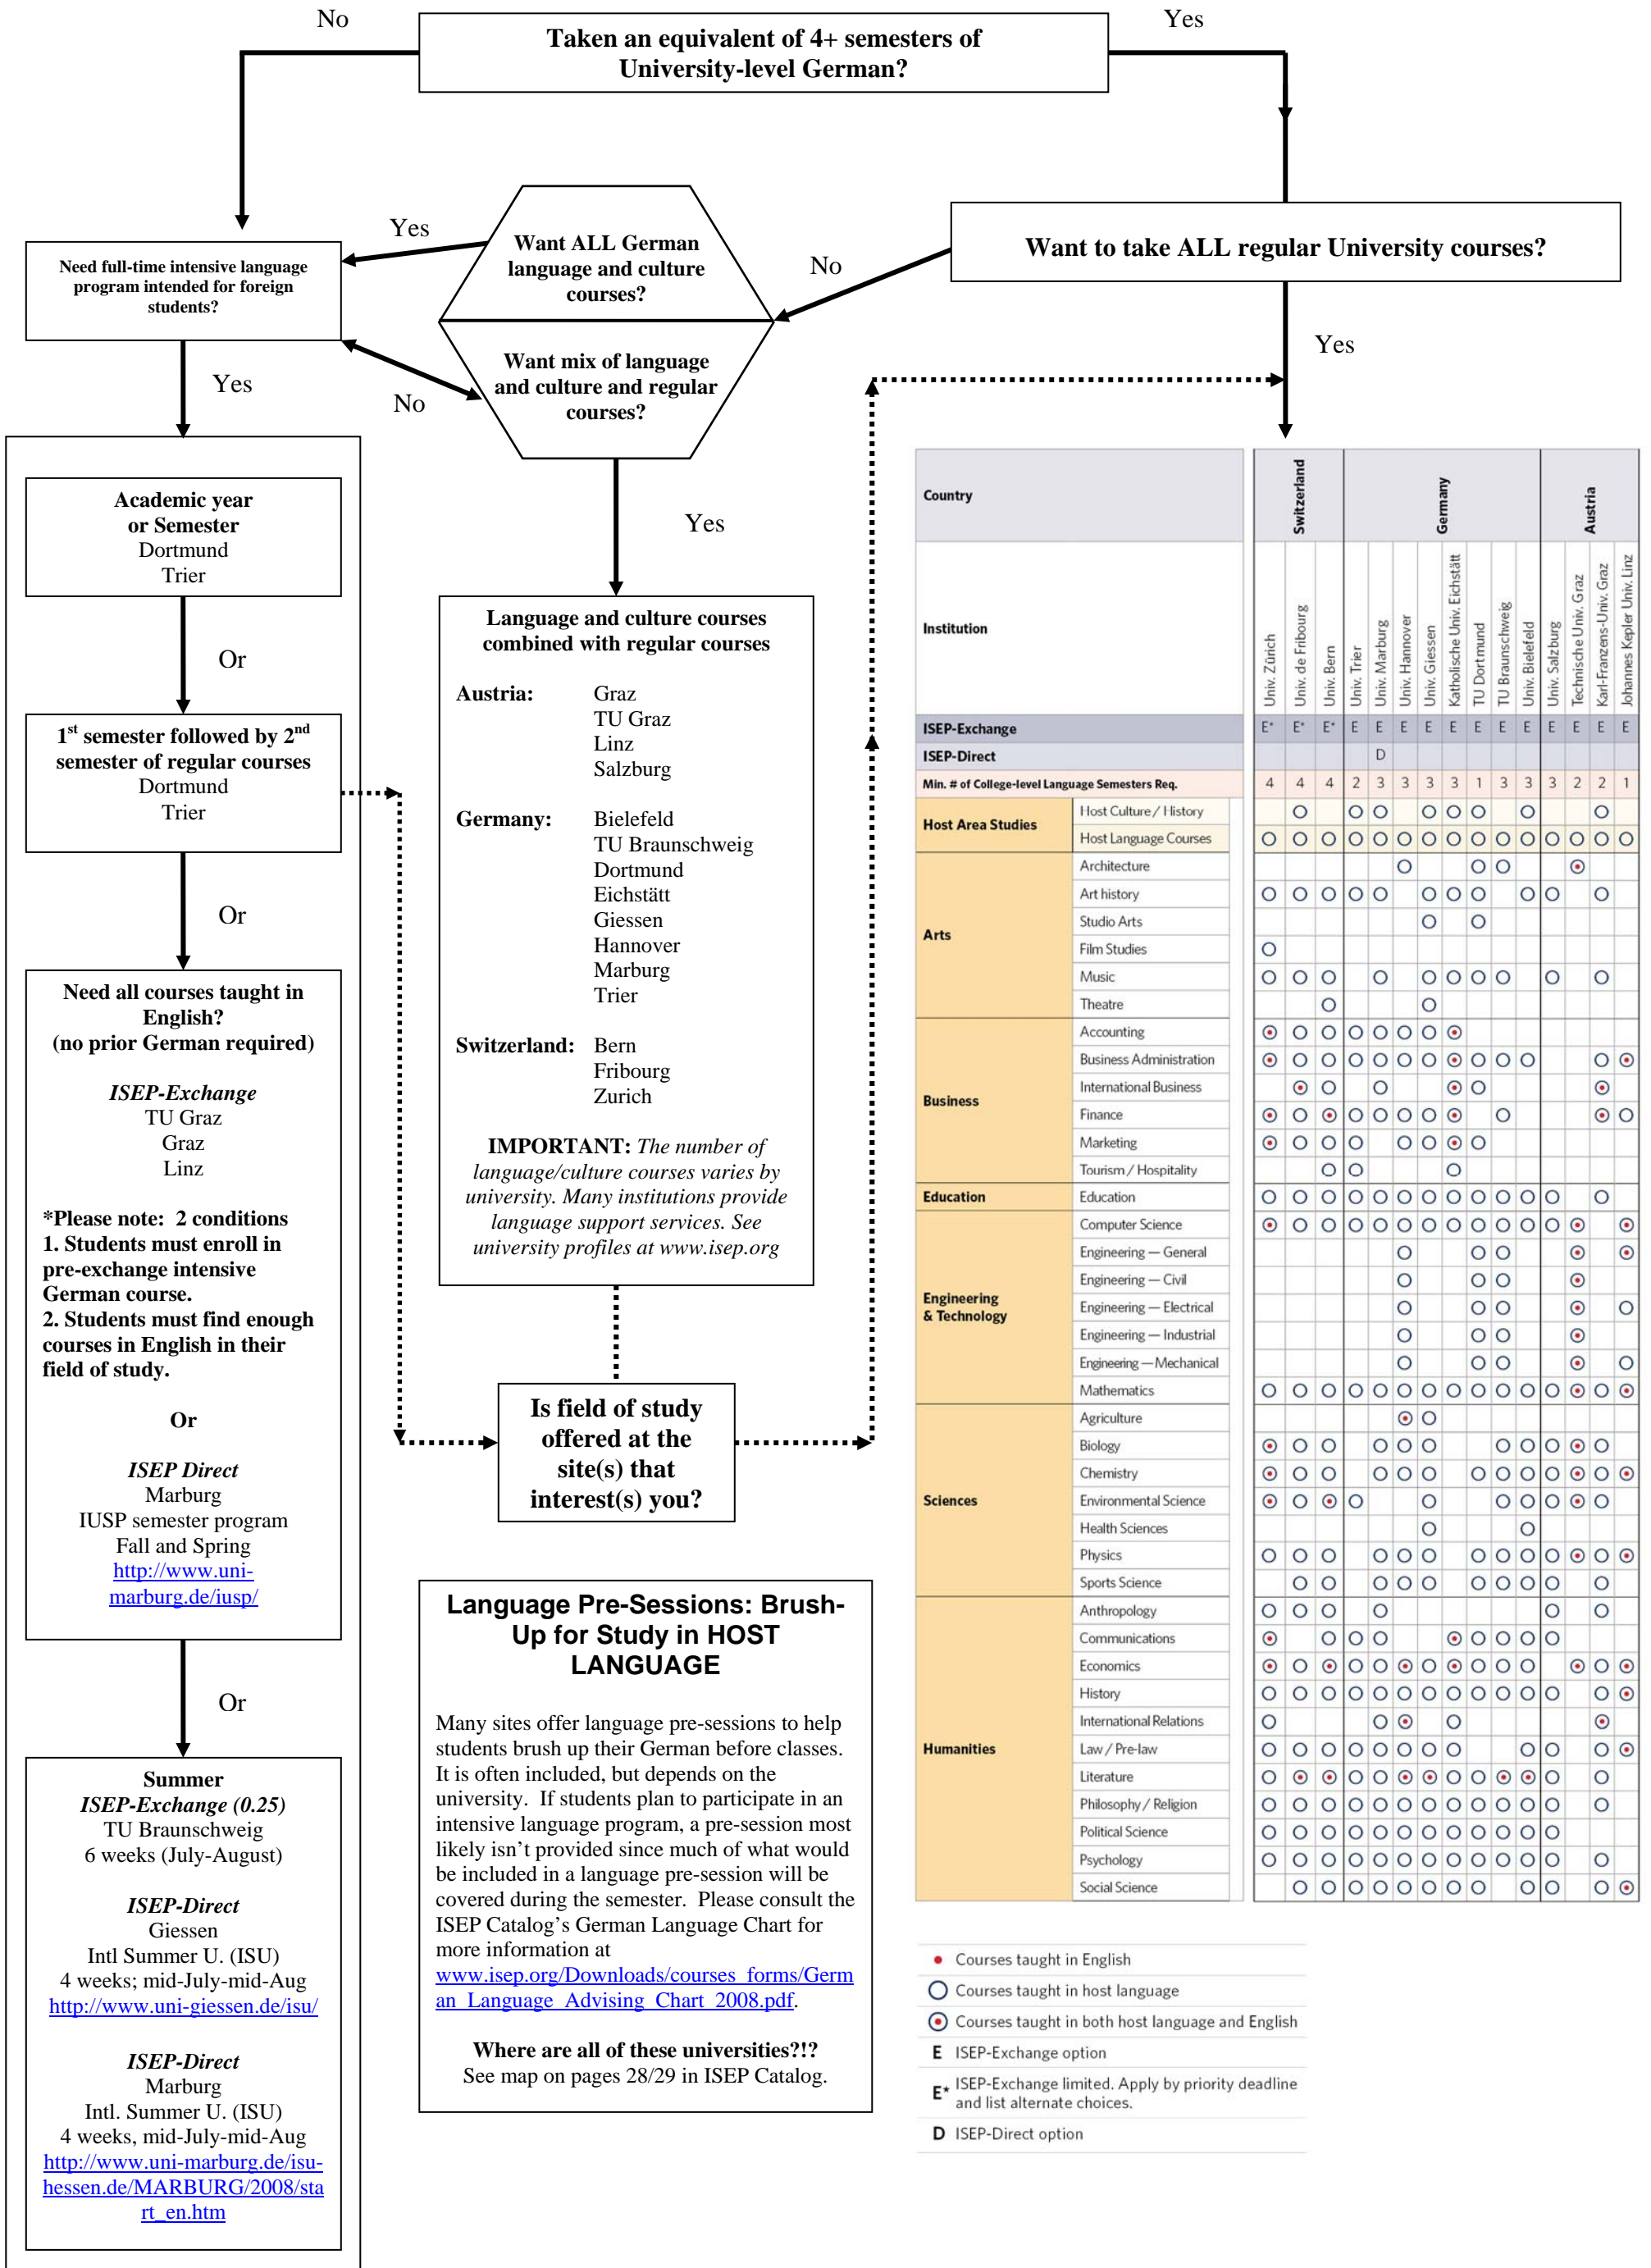 No
Taken an equivalent of 4+ semesters of
University-level German?
Yes
Need full-time intensive language
program intended for foreign
students?
Yes
Want ALL German
language and culture
courses?
Want mix of language
and culture and regular
courses?
No
Want to take ALL regular University courses?
Yes
Yes
No
Academic year
or Semester
Dortmund
Trier
Or
1st semester followed by 2nd
semester of regular courses
Dortmund
Trier
Or
Need all courses taught in
English?
(no prior German required)
ISEP-Exchange
TU Graz
Graz
Linz
*Please note: 2 conditions
1. Students must enroll in
pre-exchange intensive
German course.
2. Students must find enough
courses in English in their
field of study.
Or
ISEP Direct
Marburg
IUSP semester program
Fall and Spring
http://www.uni-
marburg.de/iusp/
Or
Summer
ISEP-Exchange (0.25)
TU Braunschweig
6 weeks (July-August)
ISEP-Direct
Giessen
Intl Summer U. (ISU)
4 weeks; mid-July-mid-Aug
http://www.uni-giessen.de/isu/
ISEP-Direct
Marburg
Intl. Summer U. (ISU)
4 weeks, mid-July-mid-Aug
http://www.uni-marburg.de/isu-
hessen.de/MARBURG/2008/sta
rt_en.htm
Yes
Language and culture courses
combined with regular courses
Austria: Graz
TU Graz
Linz
Salzburg
Germany: Bielefeld
TU Braunschweig
Dortmund
Eichstätt
Giessen
Hannover
Marburg
Trier
Switzerland: Bern
Fribourg
Zurich
IMPORTANT: The number of
language/culture courses varies by
university. Many institutions provide
language support services. See
university profiles at www.isep.org
Is field of study
offered at the
site(s) that
interest(s) you?
Language Pre-Sessions: Brush-
Up for Study in HOST
LANGUAGE
Many sites offer language pre-sessions to help
students brush up their German before classes.
It is often included, but depends on the
university. If students plan to participate in an
intensive language program, a pre-session most
likely isn't provided since much of what would
be included in a language pre-session will be
covered during the semester. Please consult the
ISEP Catalog's German Language Chart for
more information at
www.isep.org/Downloads/courses_forms/Germ
an_Language_Advising_Chart_2008.pdf.
Where are all of these universities?!?
See map on pages 28/29 in ISEP Catalog.
Country Switzerland Germany Austria
Institution Univ. Zürich Univ. de Fribourg Univ. Bern Univ. Trier Univ. Marburg Univ. Hannover Univ. Giessen Katholische Univ. Eichstätt TU Dortmund TU Braunschweig Univ. Bielefeld Univ. Salzburg Technische Univ. Graz Karl-Franzens-Univ. Graz Johannes Kepler Univ. Linz
ISEP-Exchange E* E* E* E E E E E E E E E E E E
ISEP-Direct D
Min. # of College-level Language Semesters Req. 4 4 4 2 3 3 3 3 1 3 3 3 2 2 1
Host Area Studies
Host Culture / History
Host Language Courses
Arts
Architecture
Art history
Studio Arts
Film Studies
Music
Theatre
Business
Accounting
Business Administration
International Business
Finance
Marketing
Tourism / Hospitality
Education
Education
Engineering
& Technology
Computer Science
Engineering — General
Engineering — Civil
Engineering — Electrical
Engineering — Industrial
Engineering — Mechanical
Mathematics
Sciences
Agriculture
Biology
Chemistry
Environmental Science
Health Sciences
Physics
Sports Science
Humanities
Anthropology
Communications
Economics
History
International Relations
Law / Pre-law
Literature
Philosophy / Religion
Political Science
Psychology
Social Science
Courses taught in English
Courses taught in host language
Courses taught in both host language and English
E ISEP-Exchange option
E* ISEP-Exchange limited. Apply by priority deadline
and list alternate choices.
D ISEP-Direct option